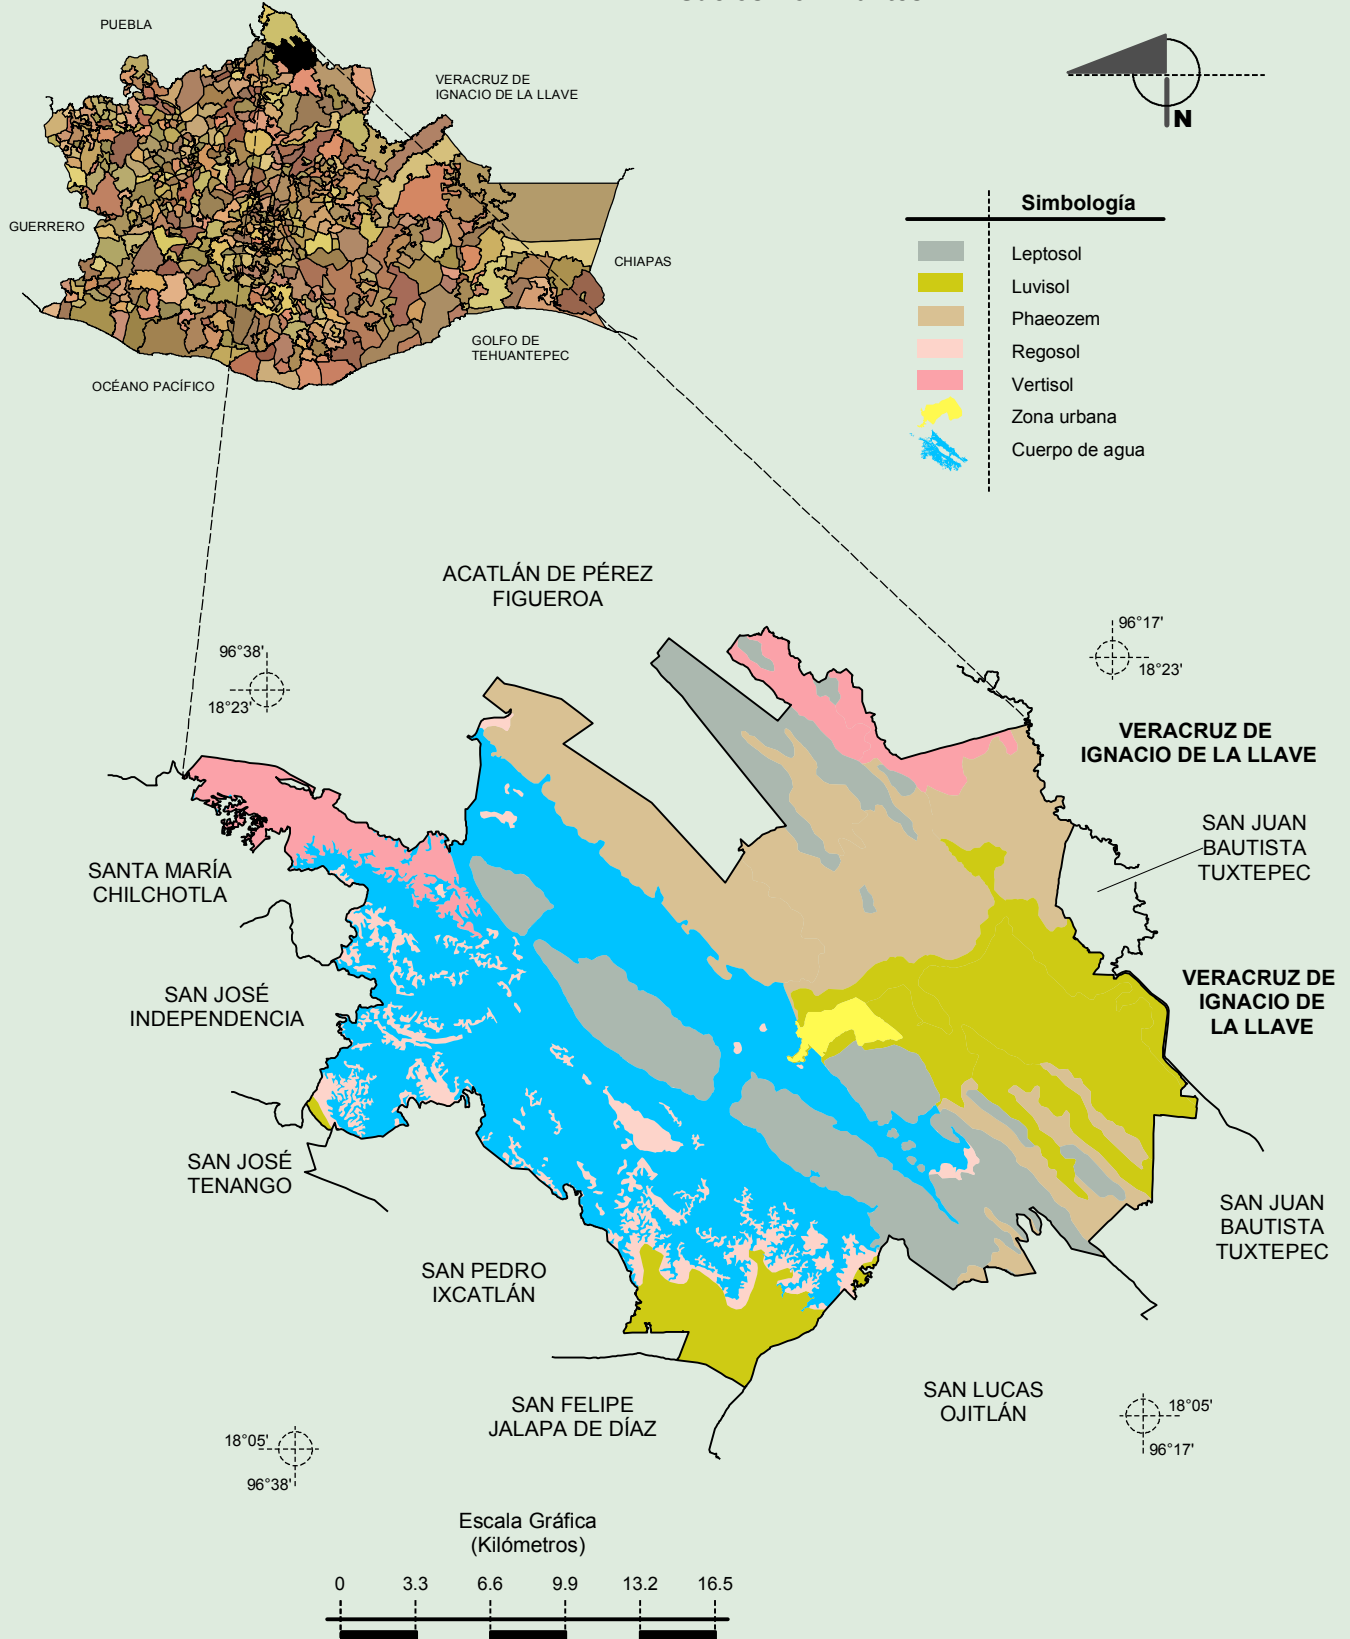 PUEBLA
VERACRUZ DE
IGNACIO DE LA LLAVE
GUERRERO
CHIAPAS
GOLFO DE
TEHUANTEPEC
OCÉANO PACÍFICO
N
Simbología
Leptosol
Luvisol
Phaeozem
Regosol
Vertisol
Zona urbana
Cuerpo de agua
ACATLÁN DE PÉREZ
FIGUEROA
96°38'
18°23'
96°17'
18°23'
VERACRUZ DE
IGNACIO DE LA LLAVE
SAN JUAN
BAUTISTA
TUXTEPEC
SANTA MARÍA
CHILCHOTLA
VERACRUZ DE
IGNACIO DE
LA LLAVE
SAN JOSÉ
INDEPENDENCIA
SAN JOSÉ
TENANGO
SAN JUAN
BAUTISTA
TUXTEPEC
SAN PEDRO
IXCATLÁN
SAN FELIPE
JALAPA DE DÍAZ
SAN LUCAS
OJITLÁN
18°05'
96°38'
18°05'
96°17'
Escala Gráfica
(Kilómetros)
0 3.3 6.6 9.9 13.2 16.5